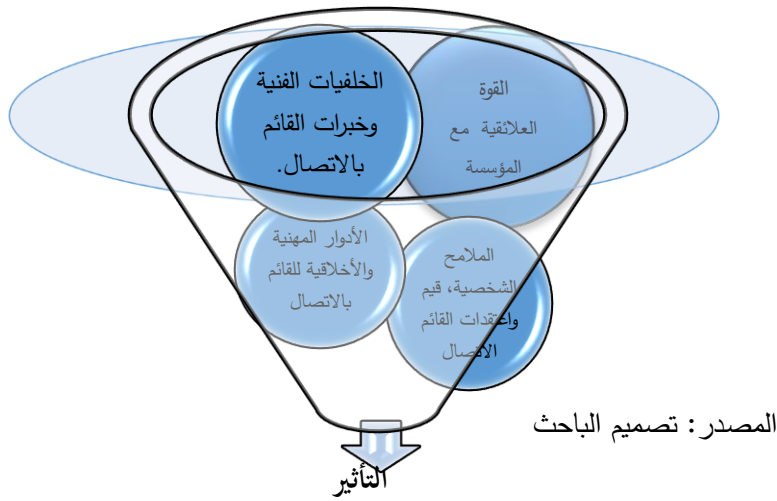 الخلفيات الفنية
وخبرات القائم
بالاتصال.
القوة
العلائقية مع
المؤسسة
الأدوار المهنية
والأخلاقية للقائم
بالاتصال
الملامح
الشخصية، قيم
واعتقدات القائم
الاتصال
المصدر: تصميم الباحث
التأثير